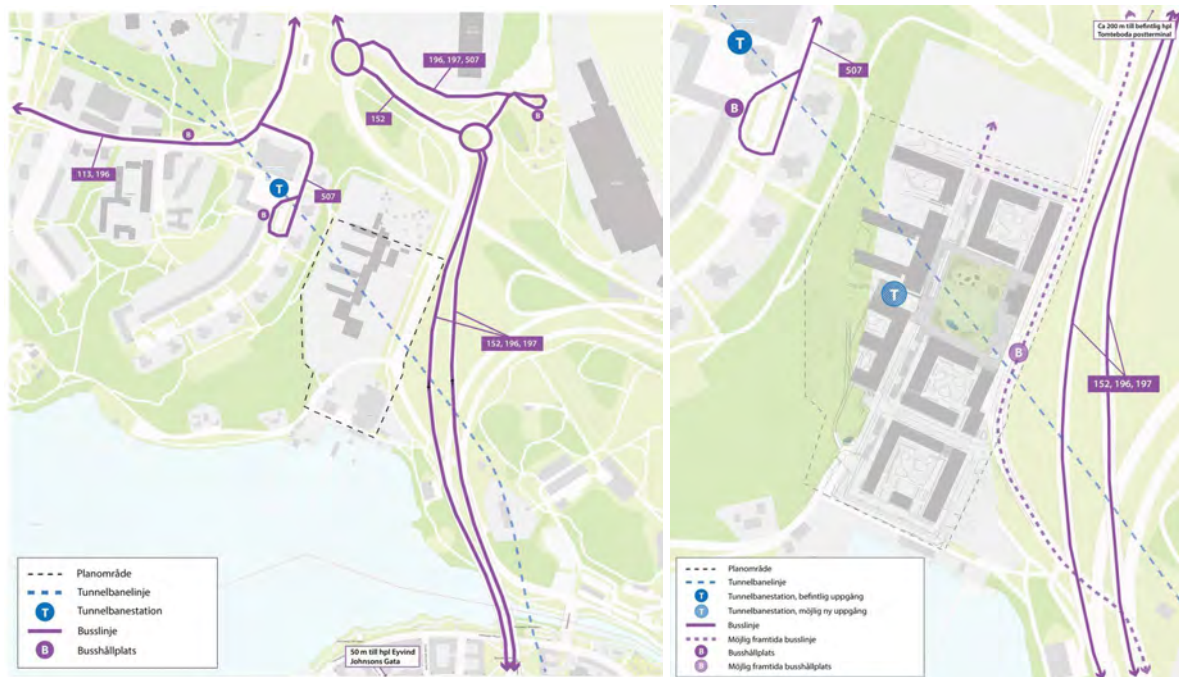 196, 197, 507
152
113, 196
T
B
507
B
B
152, 196, 197
50 m till hpl Eyvind
Johnsons Gata
Planområde
Tunnelbanelinje
T
Tunnelbanestation
Busslinje
B
Busshållplats
Ca 200 m till befintlig hpl
Tomteboda postterminal
T
507
B
T
B
152, 196, 197
Planområde
Tunnelbanelinje
T
Tunnelbanestation, befintlig uppgång
T
Tunnelbanestation, möjlig ny uppgång
Busslinje
Möjlig framtida busslinje
B
Busshållplats
B
Möjlig framtida busshållplats